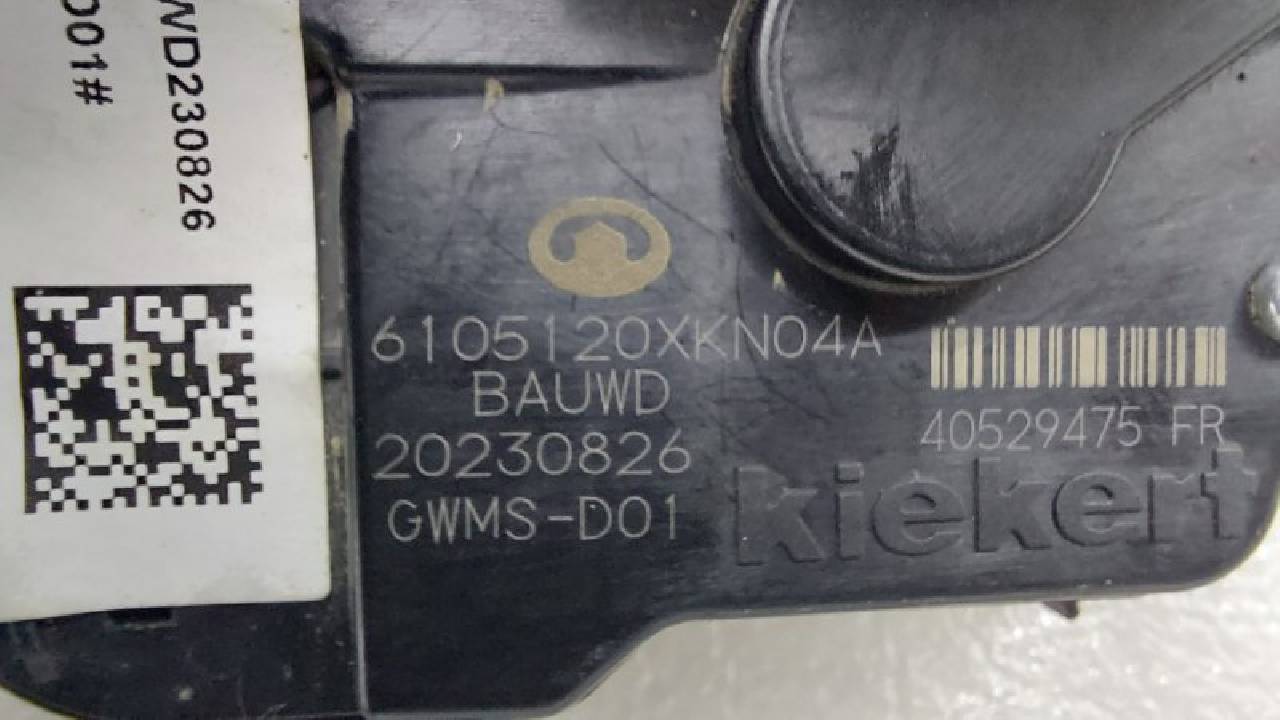 WD230826
001#
6105120XKN04A
BAUWD
20230826
GWMS-D01
40529475 FR
kiekert